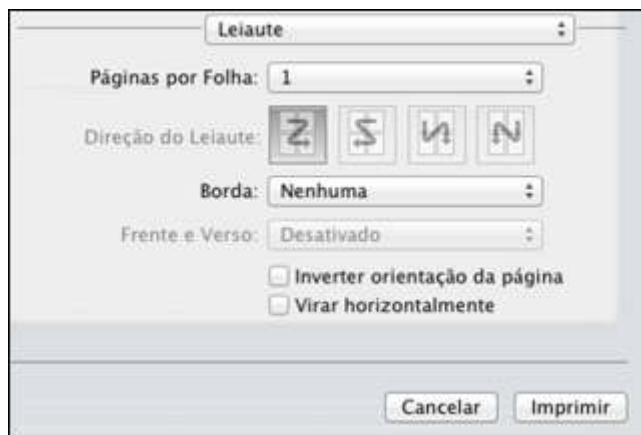 Leiaute
Páginas por Folha: 1
Direção do Leiaute:
Borda: Nenhuma
Frente e Verso: Desativado
Inverter orientação da página
Virar horizontalmente
Cancelar Imprimir